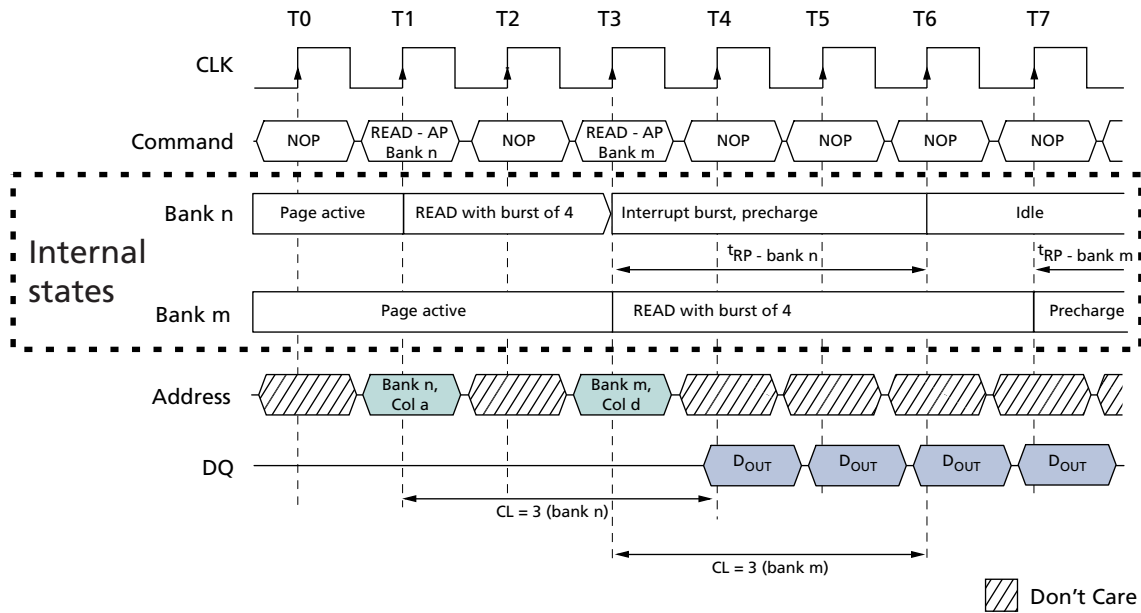 T0 T1 T2 T3 T4 T5 T6 T7
CLK
Command NOP READ - AP Bank n NOP READ - AP Bank m NOP NOP NOP NOP
Bank n Page active READ with burst of 4 Interrupt burst, precharge Idle
Internal states
tRP - bank n tRP - bank m
Bank m Page active READ with burst of 4 Precharge
Address Bank n, Col a Bank m, Col d
DQ DOUT DOUT DOUT DOUT
CL = 3 (bank n)
CL = 3 (bank m)
Don't Care